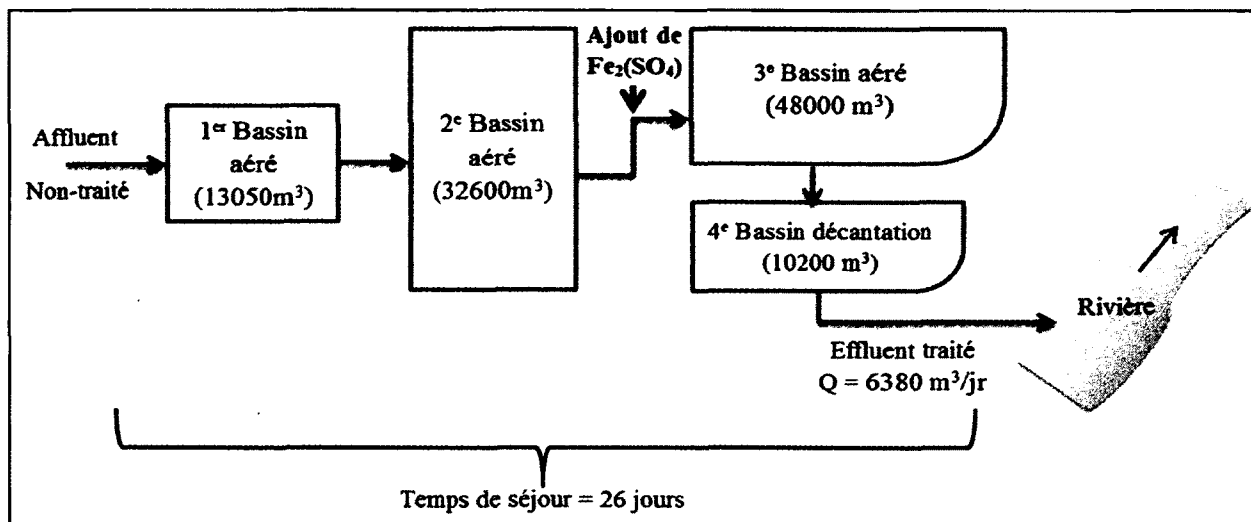 Affluent
Non-traité
1er Bassin
aéré
(13050m³)
2e Bassin
aéré
(32600m³)
Ajout de
Fe₂(SO₄)
3e Bassin aéré
(48000 m³)
4e Bassin décantation
(10200 m³)
Rivière
Effluent traité
Q = 6380 m³/jr
Temps de séjour = 26 jours